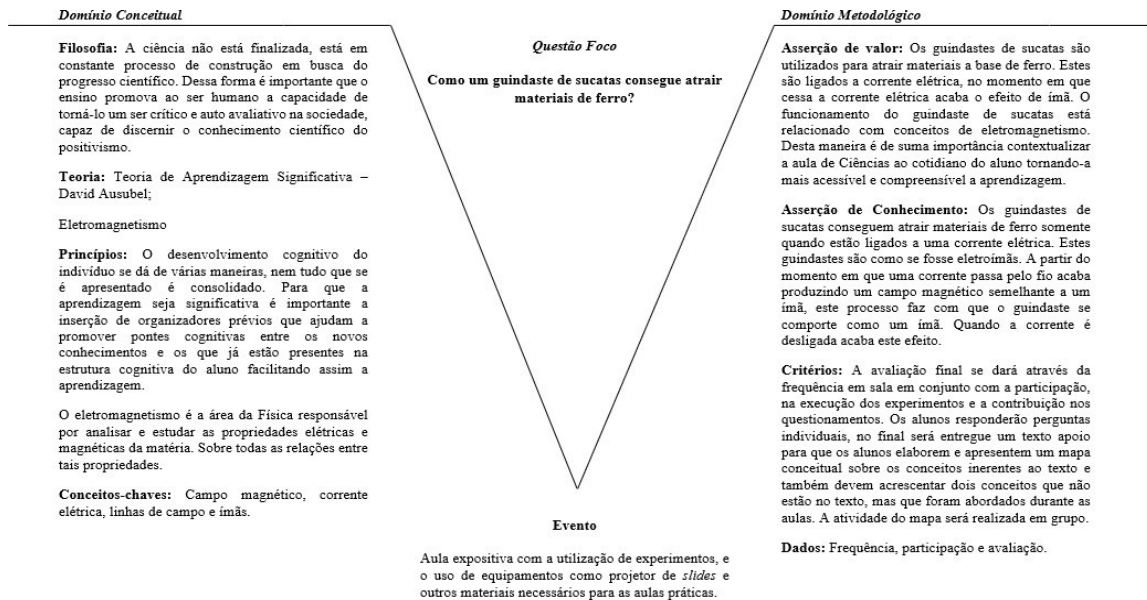 Domínio Conceitual
Filosofia: A ciência não está finalizada, está em
constante processo de construção em busca do
progresso científico. Dessa forma é importante que o
ensino promova ao ser humano a capacidade de
torná-lo um ser crítico e auto avaliativo na sociedade,
capaz de discernir o conhecimento científico do
positivismo.
Teoria: Teoria de Aprendizagem Significativa –
David Ausubel;
Eletromagnetismo
Princípios: O desenvolvimento cognitivo do
indivíduo se dá de várias maneiras, nem tudo que se
é apresentado é consolidado. Para que a
aprendizagem seja significativa é importante a
inserção de organizadores prévios que ajudam a
promover pontes cognitivas entre os novos
conhecimentos e os que já estão presentes na
estrutura cognitiva do aluno facilitando assim a
aprendizagem.
O eletromagnetismo é a área da Física responsável
por analisar e estudar as propriedades elétricas e
magnéticas da matéria. Sobre todas as relações entre
tais propriedades.
Conceitos-chaves: Campo magnético, corrente
elétrica, linhas de campo e ímãs.
Questão Foco
Como um guindaste de sucatas consegue atrair
materiais de ferro?
Evento
Aula expositiva com a utilização de experimentos, e
o uso de equipamentos como projetor de slides e
outros materiais necessários para as aulas práticas.
Domínio Metodológico
Asserção de valor: Os guindastes de sucatas são
utilizados para atrair materiais a base de ferro. Estes
são ligados a corrente elétrica, no momento em que
cessa a corrente elétrica acaba o efeito de ímã. O
funcionamento do guindaste de sucatas está
relacionado com conceitos de eletromagnetismo.
Desta maneira é de suma importância contextualizar
a aula de Ciências ao cotidiano do aluno tornando-a
mais acessível e compreensível a aprendizagem.
Asserção de Conhecimento: Os guindastes de
sucatas conseguem atrair materiais de ferro somente
quando estão ligados a uma corrente elétrica. Estes
guindastes são como se fosse eletroímãs. A partir do
momento em que uma corrente passa pelo fio acaba
produzindo um campo magnético semelhante a um
ímã, este processo faz com que o guindaste se
comporte como um ímã. Quando a corrente é
desligada acaba este efeito.
Critérios: A avaliação final se dará através da
frequência em sala em conjunto com a participação,
na execução dos experimentos e a contribuição nos
questionamentos. Os alunos responderão perguntas
individuais, no final será entregue um texto apoio
para que os alunos elaborem e apresentem um mapa
conceitual sobre os conceitos inerentes ao texto e
também devem acrescentar dois conceitos que não
estão no texto, mas que foram abordados durante as
aulas. A atividade do mapa será realizada em grupo.
Dados: Frequência, participação e avaliação.